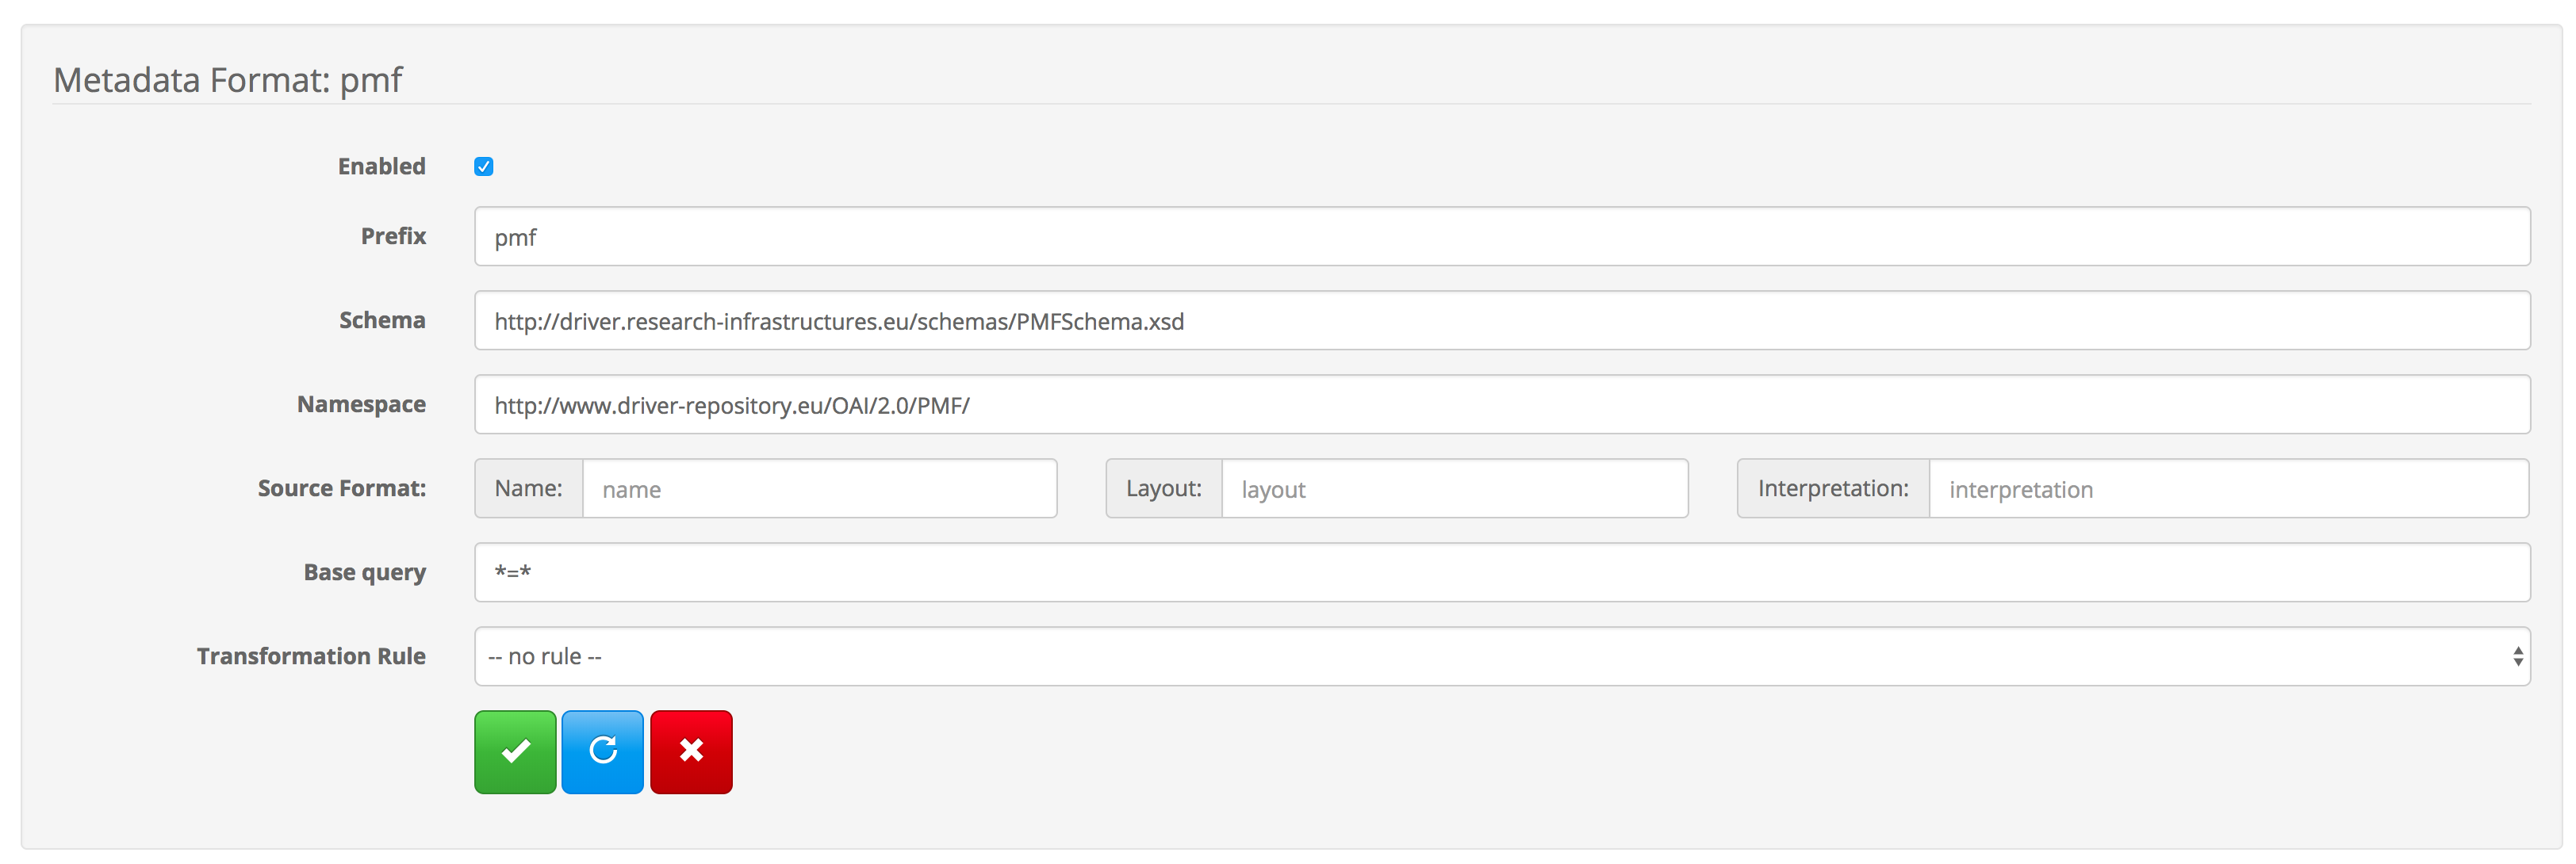 Metadata Format: pmf
Enabled
Prefix pmf
Schema http://driver.research-infrastructures.eu/schemas/PMFSchema.xsd
Namespace http://www.driver-repository.eu/OAI/2.0/PMF/
Source Format: Name: name Layout: layout Interpretation: interpretation
Base query *=*
Transformation Rule -- no rule --